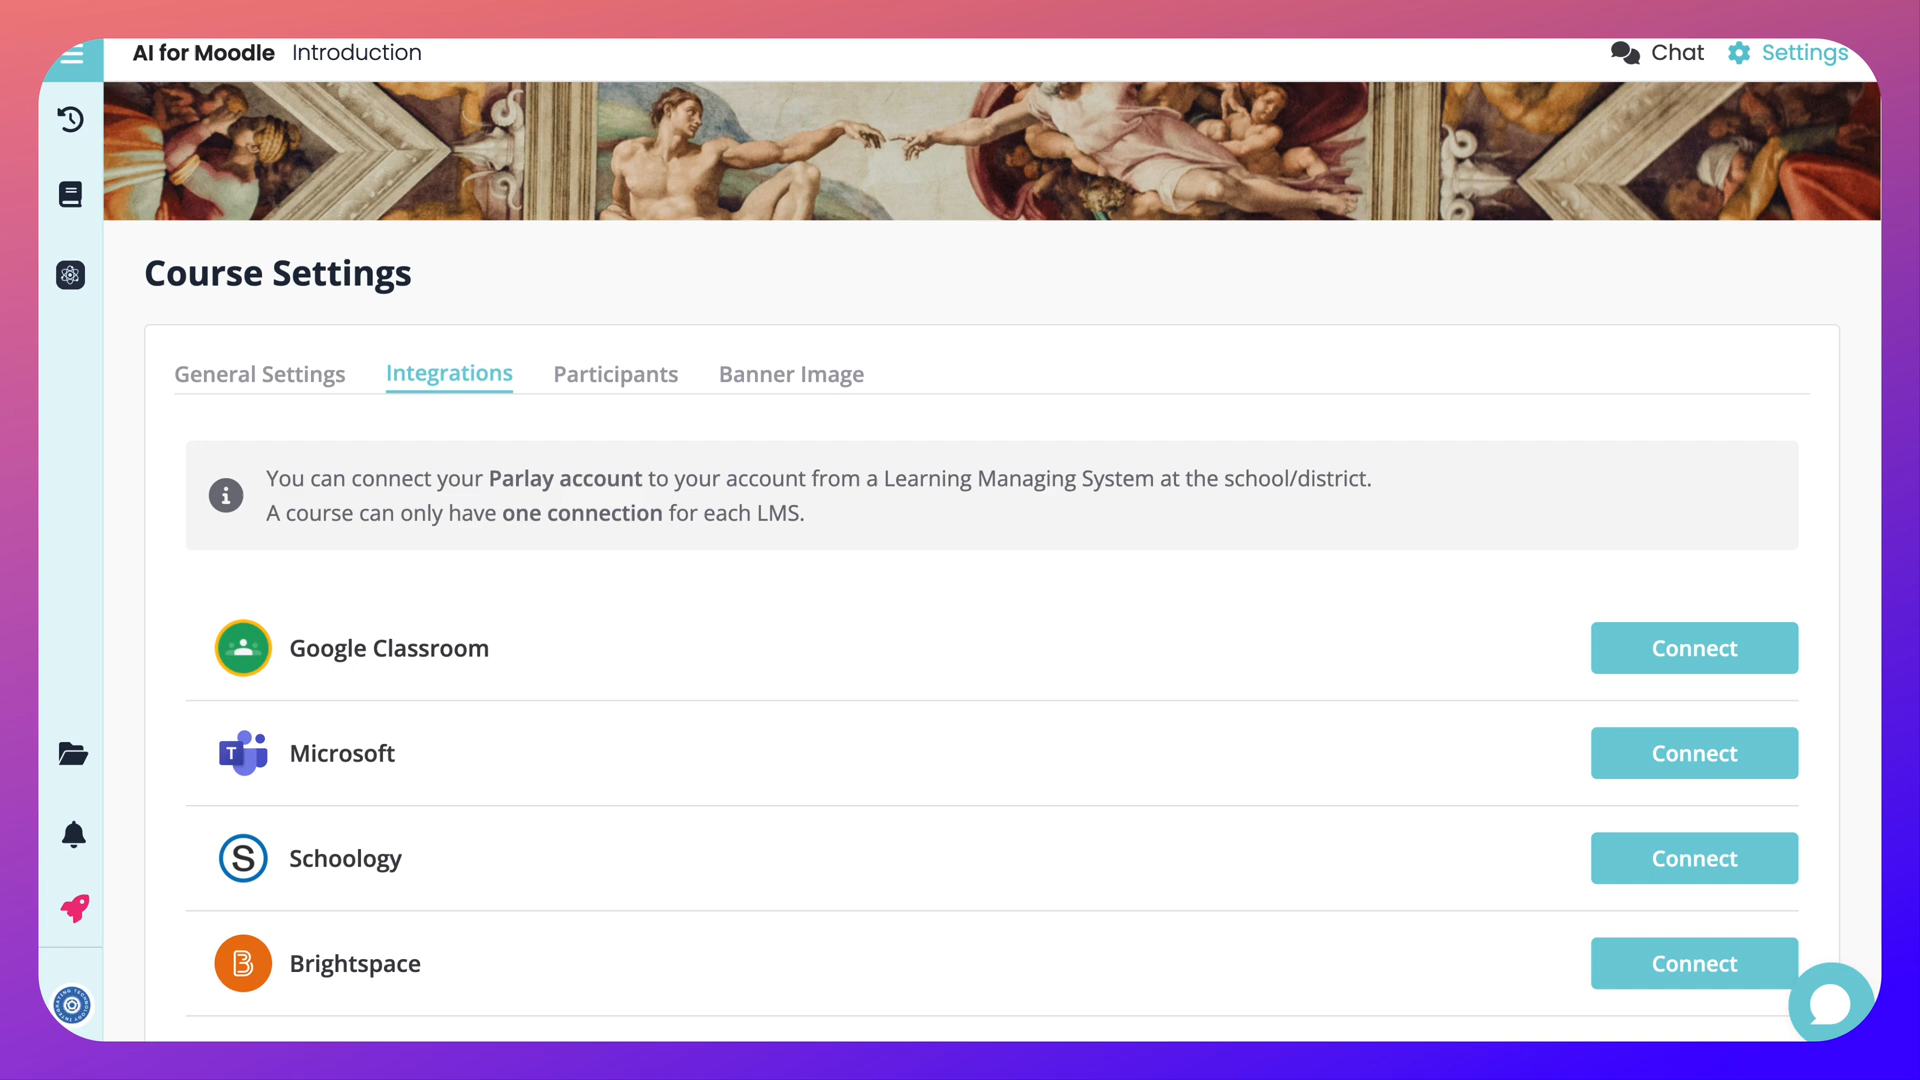 AI for Moodle Introduction
Chat Settings
Course Settings
General Settings Integrations Participants Banner Image
You can connect your Parlay account to your account from a Learning Managing System at the school/district.
A course can only have one connection for each LMS.
Google Classroom Connect
T Microsoft Connect
S Schoology Connect
B Brightspace Connect